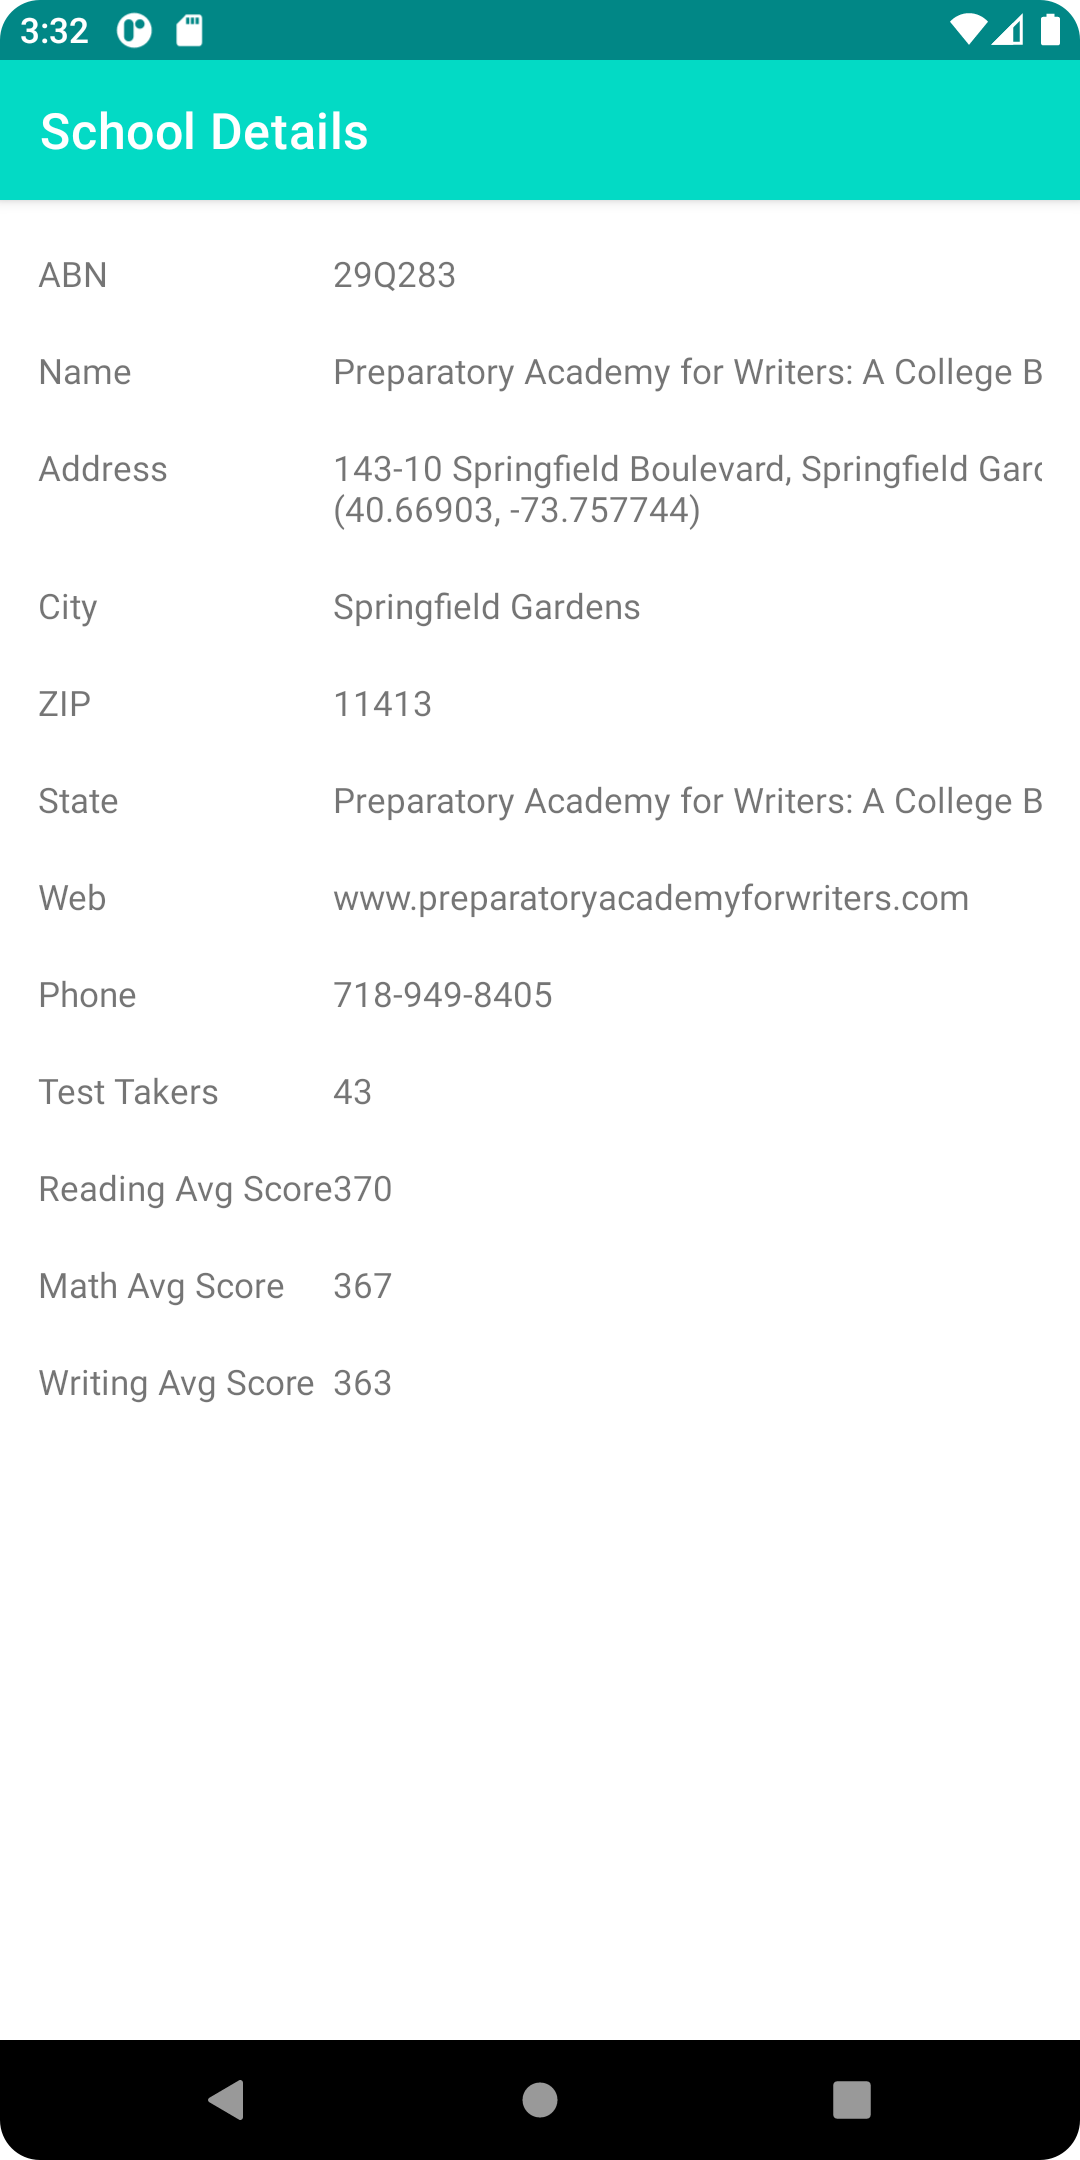 3:32
School Details
ABN 29Q283
Name Preparatory Academy for Writers: A College B
Address 143-10 Springfield Boulevard, Springfield Gard
(40.66903, -73.757744)
City Springfield Gardens
ZIP 11413
State Preparatory Academy for Writers: A College B
Web www.preparatoryacademyforwriters.com
Phone 718-949-8405
Test Takers 43
Reading Avg Score 370
Math Avg Score 367
Writing Avg Score 363